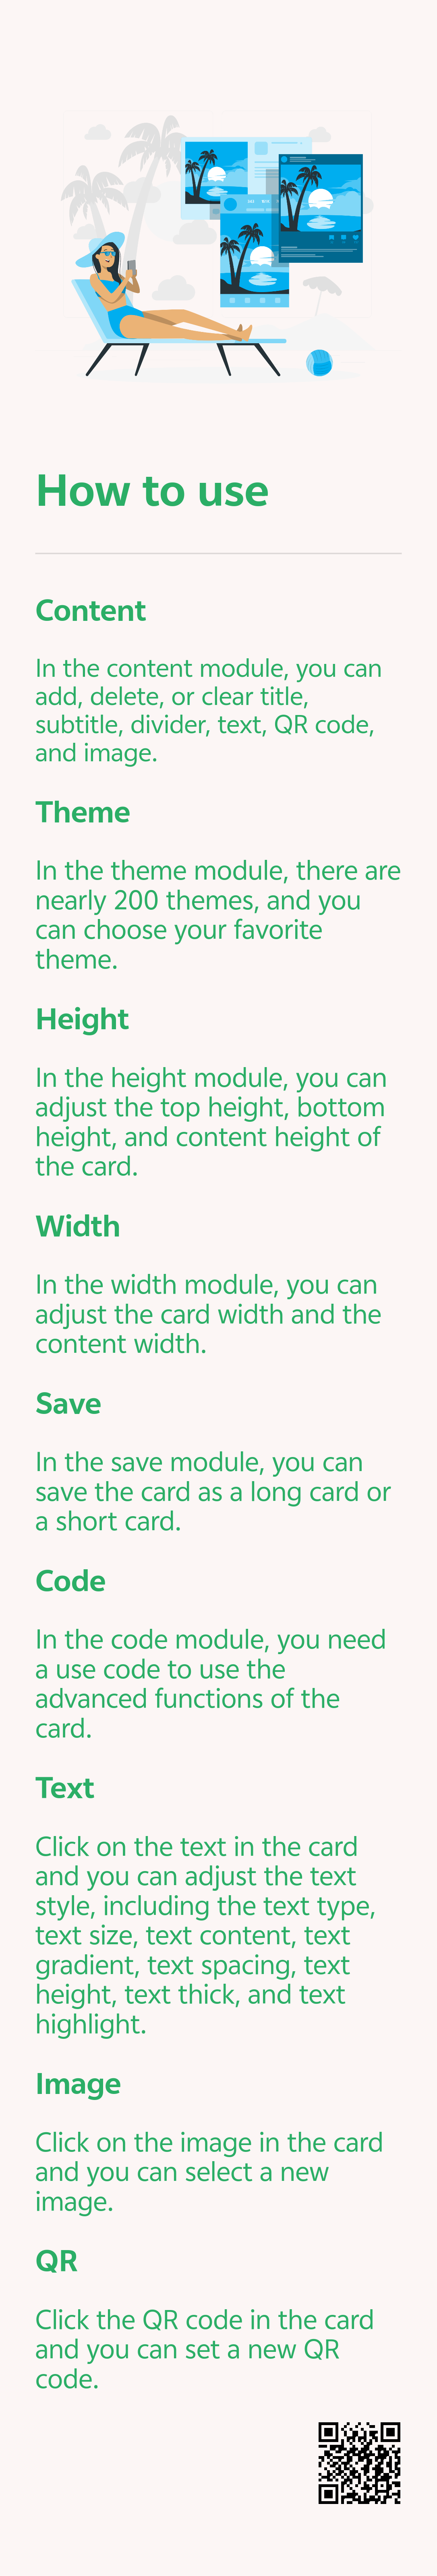 How to use
Content
In the content module, you can
add, delete, or clear title,
subtitle, divider, text, QR code,
and image.
Theme
In the theme module, there are
nearly 200 themes, and you
can choose your favorite
theme.
Height
In the height module, you can
adjust the top height, bottom
height, and content height of
the card.
Width
In the width module, you can
adjust the card width and the
content width.
Save
In the save module, you can
save the card as a long card or
a short card.
Code
In the code module, you need
a use code to use the
advanced functions of the
card.
Text
Click on the text in the card
and you can adjust the text
style, including the text type,
text size, text content, text
gradient, text spacing, text
height, text thick, and text
highlight.
Image
Click on the image in the card
and you can select a new
image.
QR
Click the QR code in the card
and you can set a new QR
code.